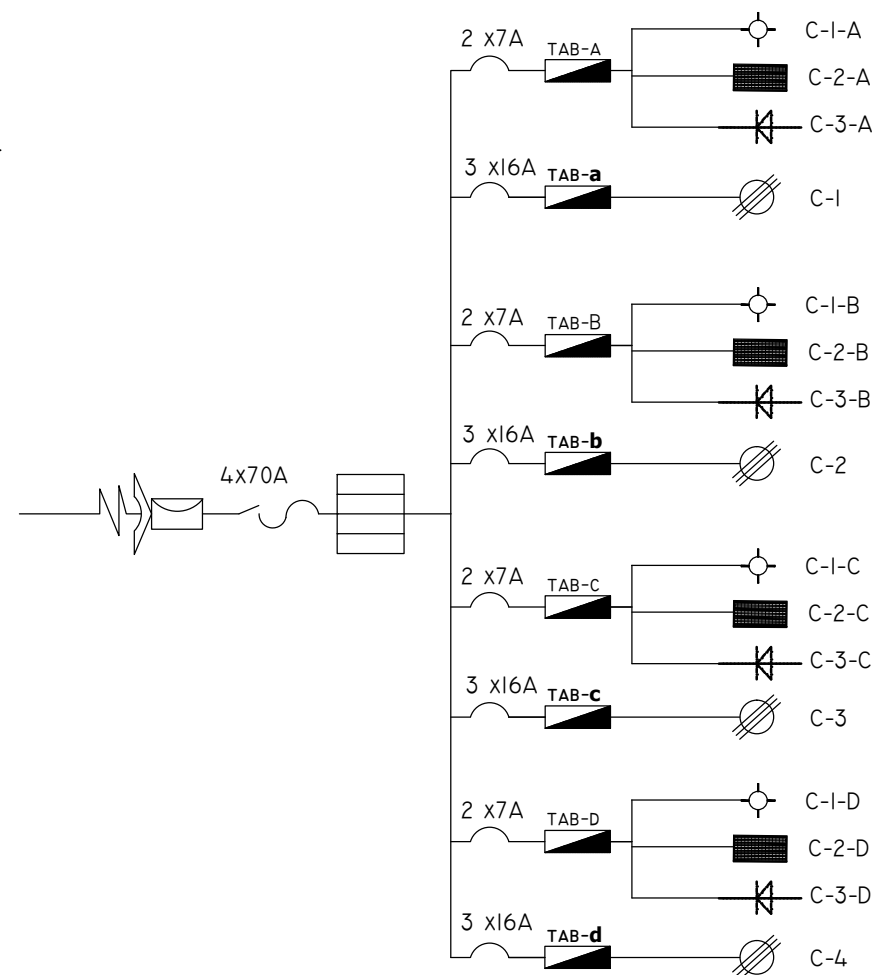 2 x7A TAB-A C-1-A
C-2-A
C-3-A
3 x16A TAB-a C-1
2 x7A TAB-B C-1-B
C-2-B
C-3-B
3 x16A TAB-b C-2
4x70A
2 x7A TAB-C C-1-C
C-2-C
C-3-C
3 x16A TAB-c C-3
2 x7A TAB-D C-1-D
C-2-D
C-3-D
3 x16A TAB-d C-4